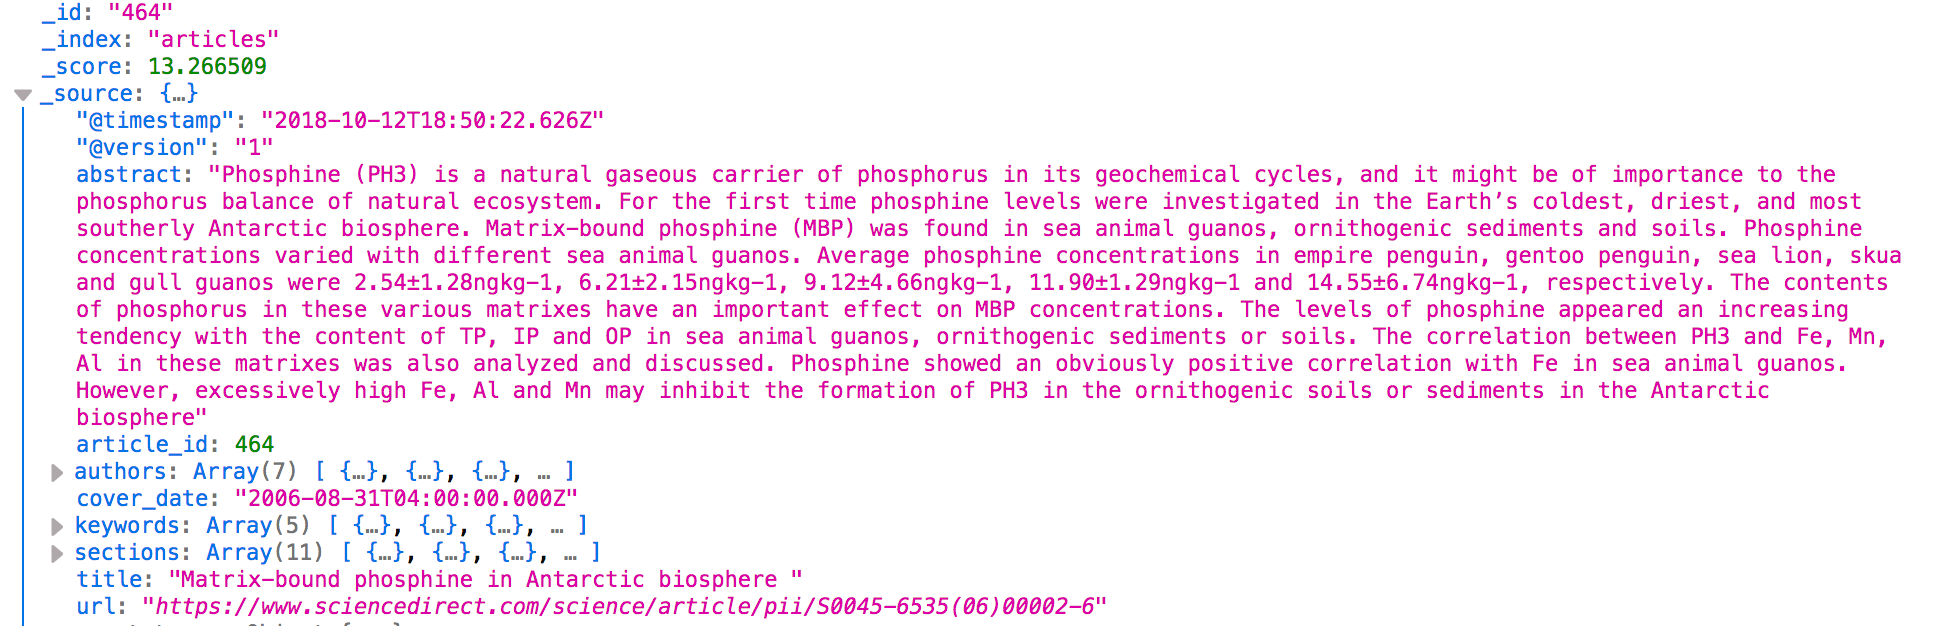 _id: "464"
_index: "articles"
_score: 13.266509
_source: {…}
"@timestamp": "2018-10-12T18:50:22.626Z"
"@version": "1"
abstract: "Phosphine (PH3) is a natural gaseous carrier of phosphorus in its geochemical cycles, and it might be of importance to the
phosphorus balance of natural ecosystem. For the first time phosphine levels were investigated in the Earth’s coldest, driest, and most
southerly Antarctic biosphere. Matrix-bound phosphine (MBP) was found in sea animal guanos, ornithogenic sediments and soils. Phosphine
concentrations varied with different sea animal guanos. Average phosphine concentrations in empire penguin, gentoo penguin, sea lion, skua
and gull guanos were 2.54±1.28ngkg-1, 6.21±2.15ngkg-1, 9.12±4.66ngkg-1, 11.90±1.29ngkg-1 and 14.55±6.74ngkg-1, respectively. The contents
of phosphorus in these various matrixes have an important effect on MBP concentrations. The levels of phosphine appeared an increasing
tendency with the content of TP, IP and OP in sea animal guanos, ornithogenic sediments or soils. The correlation between PH3 and Fe, Mn,
Al in these matrixes was also analyzed and discussed. Phosphine showed an obviously positive correlation with Fe in sea animal guanos.
However, excessively high Fe, Al and Mn may inhibit the formation of PH3 in the ornithogenic soils or sediments in the Antarctic
biosphere"
article_id: 464
authors: Array(7) [ {…}, {…}, {…}, … ]
cover_date: "2006-08-31T04:00:00.000Z"
keywords: Array(5) [ {…}, {…}, {…}, … ]
sections: Array(11) [ {…}, {…}, {…}, … ]
title: "Matrix-bound phosphine in Antarctic biosphere "
url: "https://www.sciencedirect.com/science/article/pii/S0045-6535(06)00002-6"